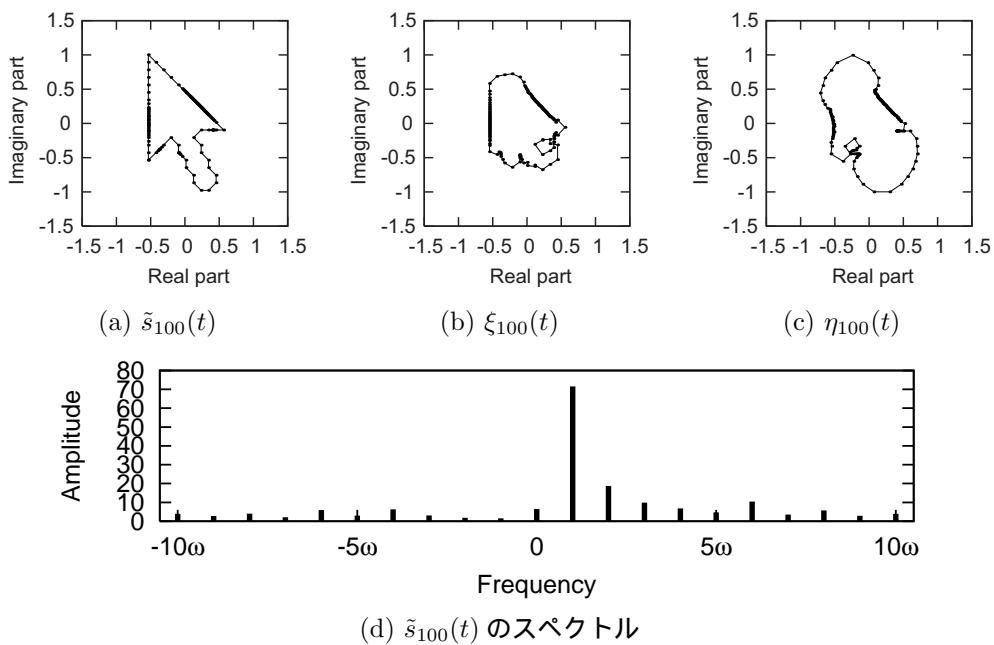 1.5
1
0.5
0
-0.5
-1
-1.5
-1.5 -1 -0.5 0 0.5 1 1.5
Imaginary part
Real part
(a) s̃₁₀₀(t)
1.5
1
0.5
0
-0.5
-1
-1.5
-1.5 -1 -0.5 0 0.5 1 1.5
Imaginary part
Real part
(b) ξ₁₀₀(t)
1.5
1
0.5
0
-0.5
-1
-1.5
-1.5 -1 -0.5 0 0.5 1 1.5
Imaginary part
Real part
(c) η₁₀₀(t)
80
70
60
50
40
30
20
10
0
Amplitude
-10ω -5ω 0 5ω 10ω
Frequency
(d) s̃₁₀₀(t) のスペクトル